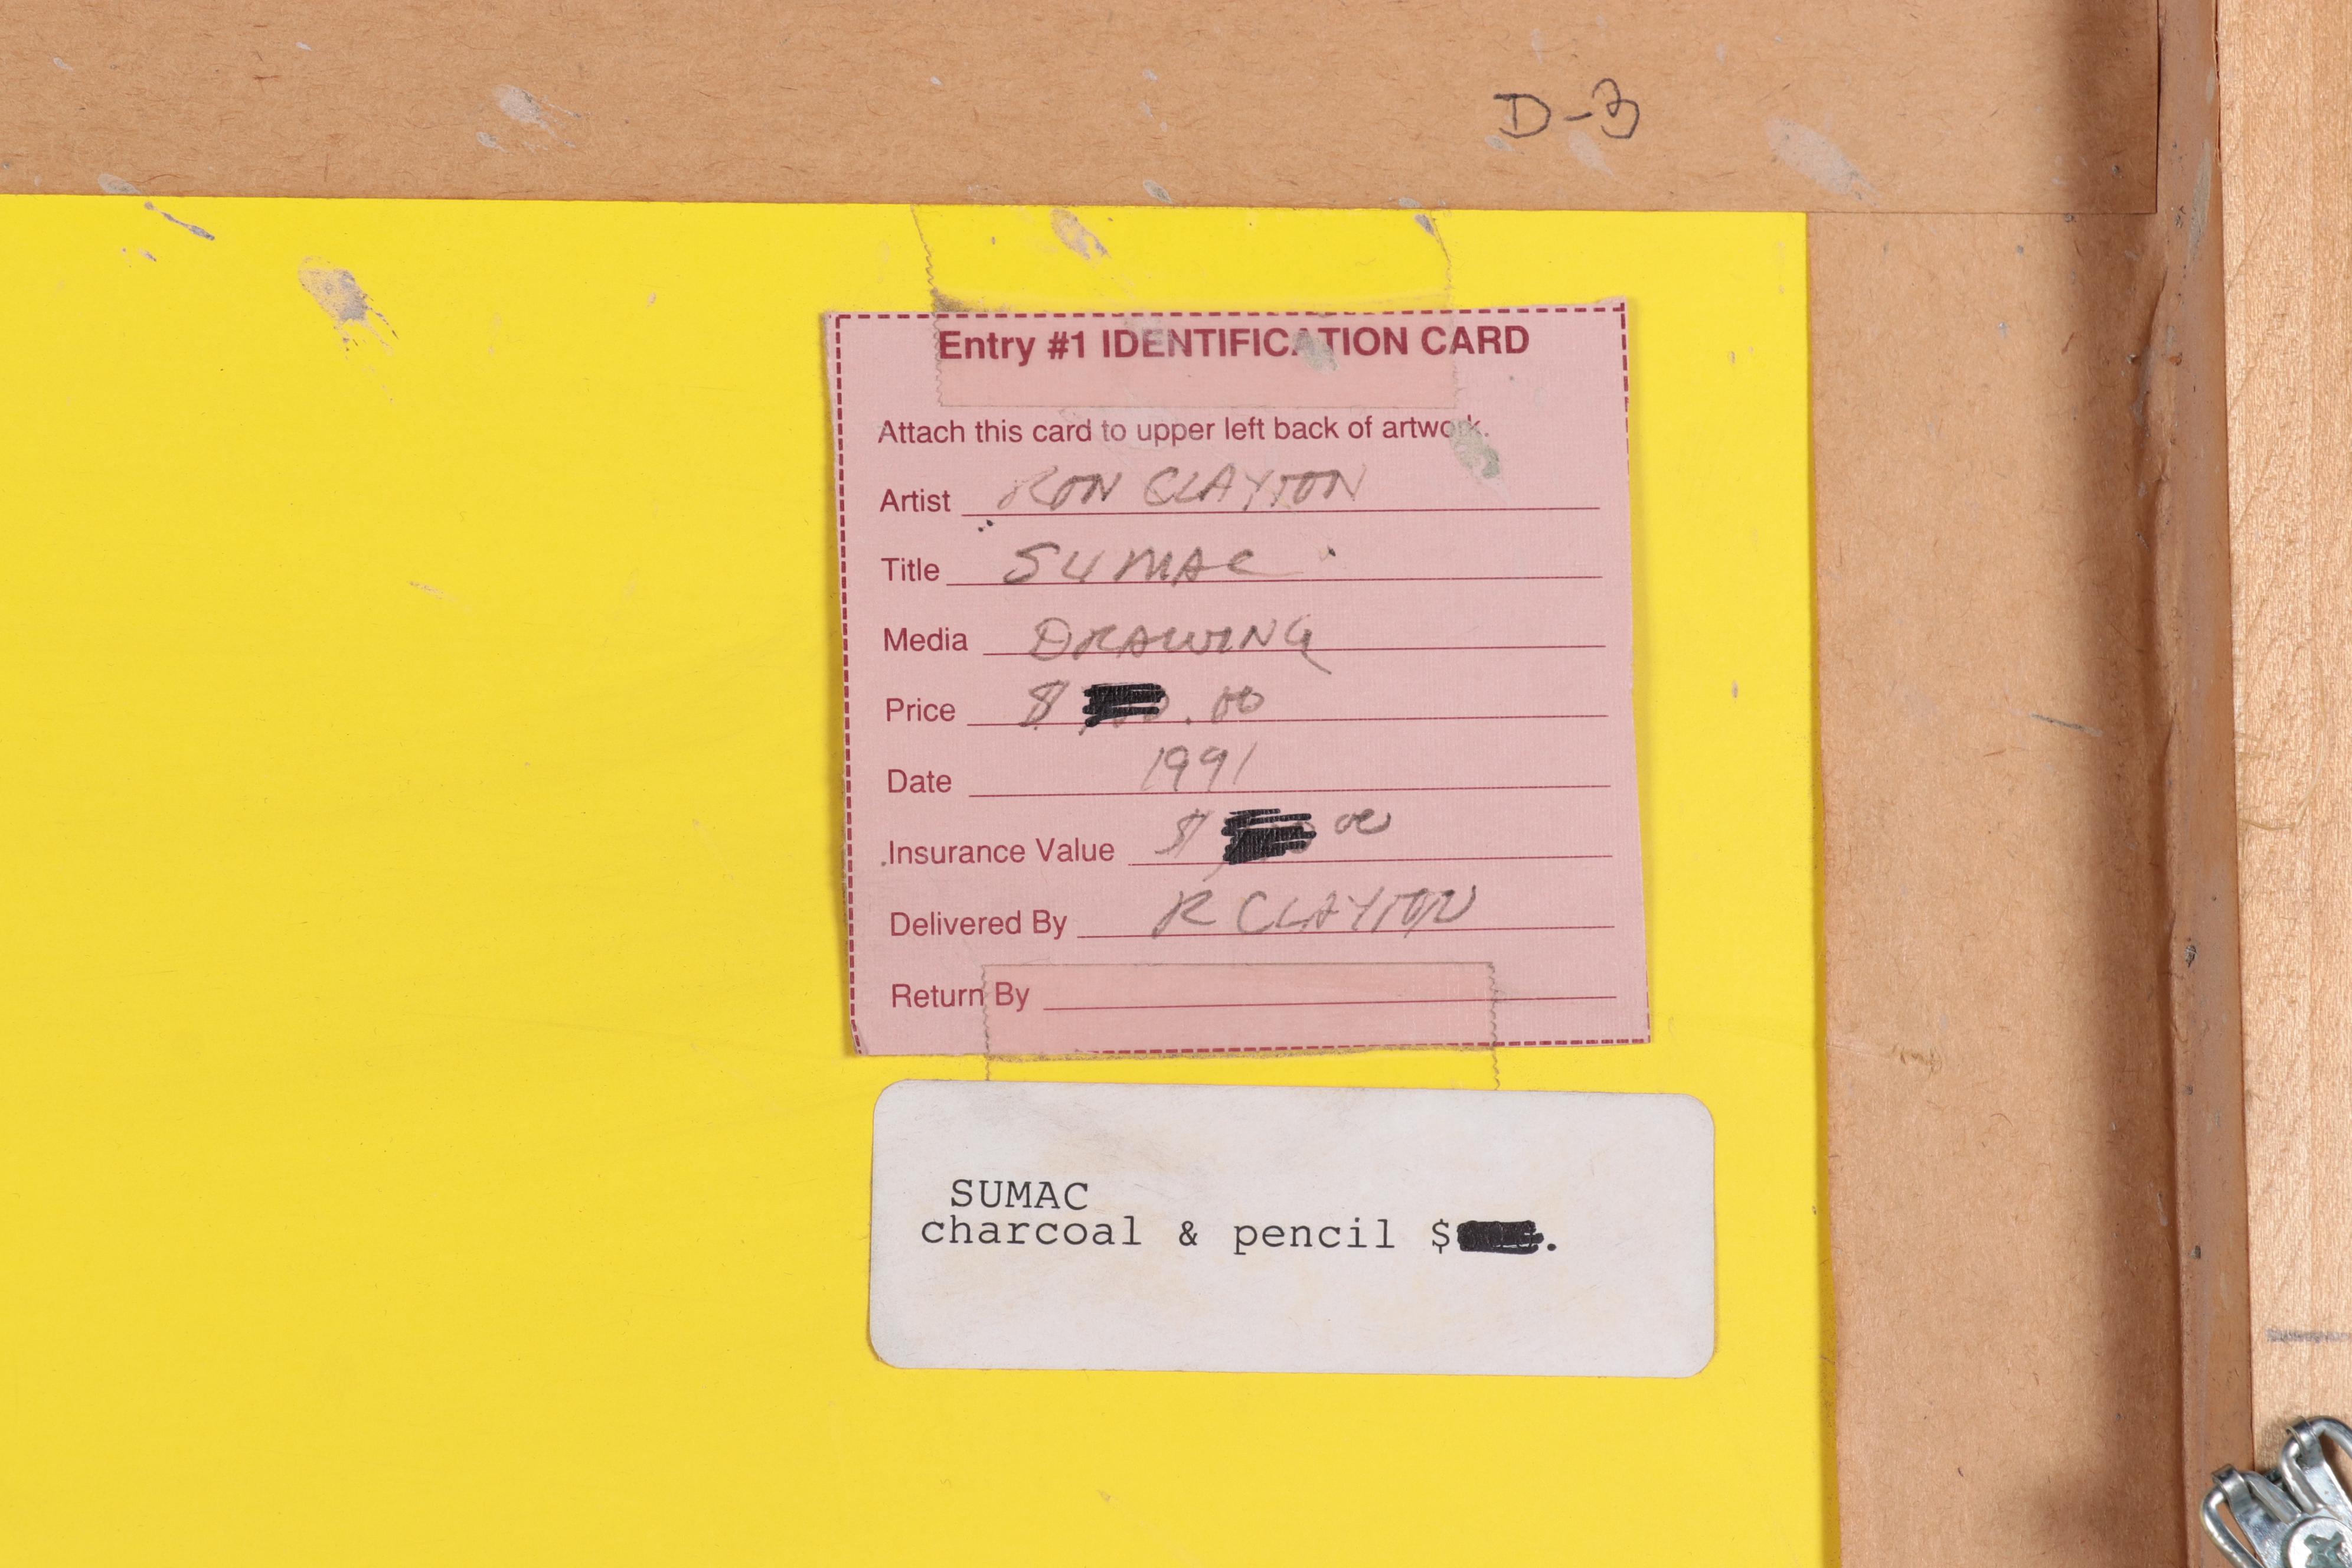 D-3
Entry #1 IDENTIFICATION CARD
Attach this card to upper left back of artwork.
Artist RON CLAYTON
Title SUMAC
Media DRAWING
Price $ .00
Date 1991
Insurance Value $ 00
Delivered By R CLAYTON
Return By
SUMAC
charcoal & pencil $ .